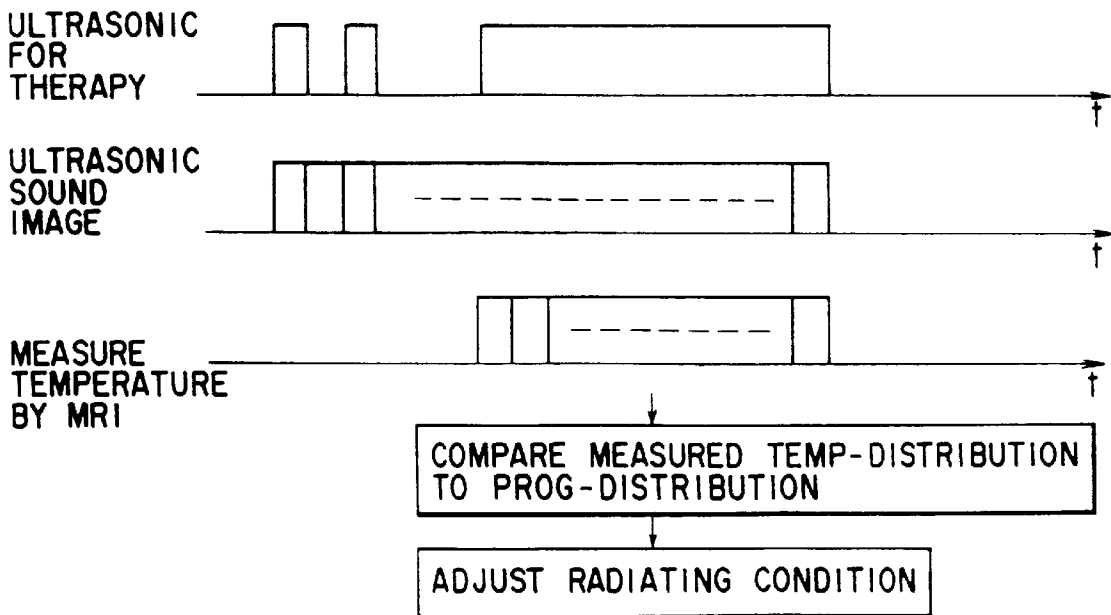 ULTRASONIC
FOR
THERAPY
t
ULTRASONIC
SOUND
IMAGE
t
MEASURE
TEMPERATURE
BY MRI
t
COMPARE MEASURED TEMP-DISTRIBUTION
TO PROG-DISTRIBUTION
ADJUST RADIATING CONDITION